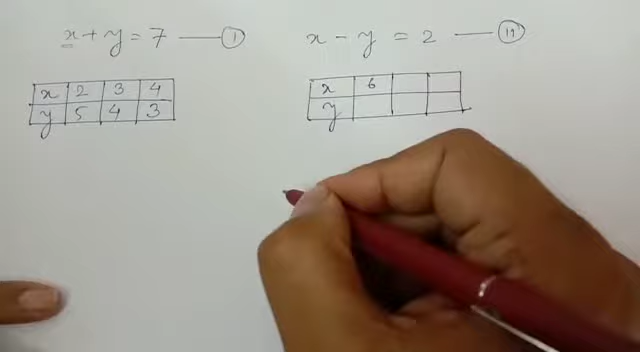 x + y = 7 —— ①
x - y = 2 —— ⑪
x 2 3 4
y 5 4 3
x 6
y